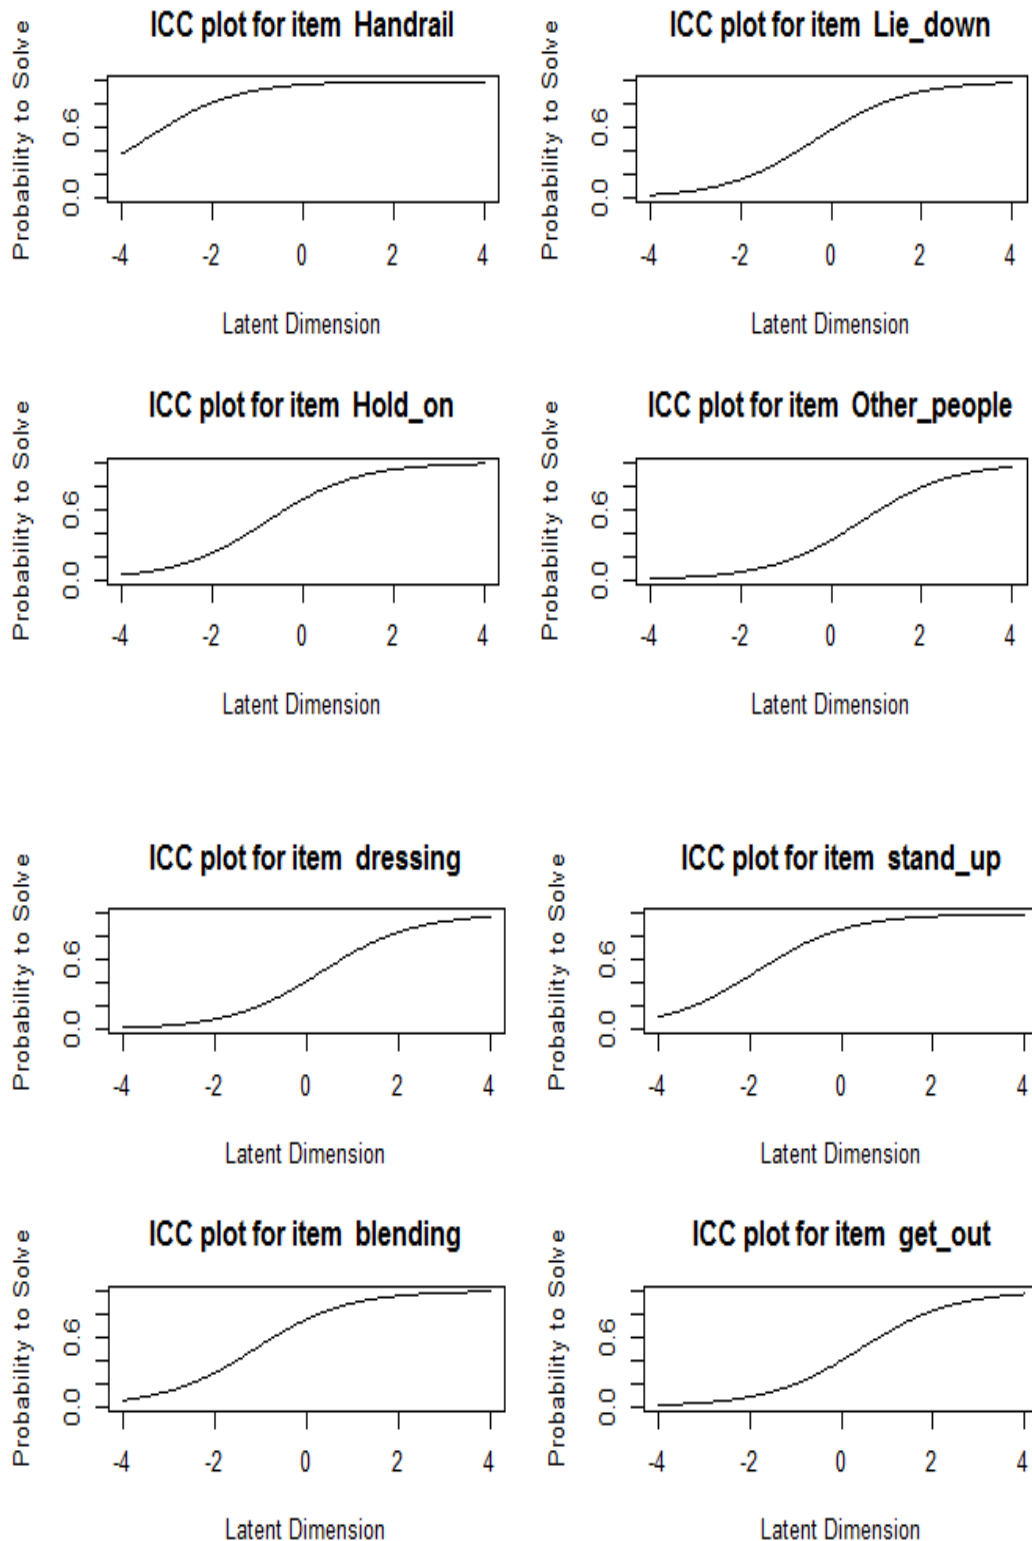 ICC plot for item Handrail
Probability to Solve
0.0 0.6
-4 -2 0 2 4
Latent Dimension
ICC plot for item Lie_down
Probability to Solve
0.0 0.6
-4 -2 0 2 4
Latent Dimension
ICC plot for item Hold_on
Probability to Solve
0.0 0.6
-4 -2 0 2 4
Latent Dimension
ICC plot for item Other_people
Probability to Solve
0.0 0.6
-4 -2 0 2 4
Latent Dimension
ICC plot for item dressing
Probability to Solve
0.0 0.6
-4 -2 0 2 4
Latent Dimension
ICC plot for item stand_up
Probability to Solve
0.0 0.6
-4 -2 0 2 4
Latent Dimension
ICC plot for item blending
Probability to Solve
0.0 0.6
-4 -2 0 2 4
Latent Dimension
ICC plot for item get_out
Probability to Solve
0.0 0.6
-4 -2 0 2 4
Latent Dimension